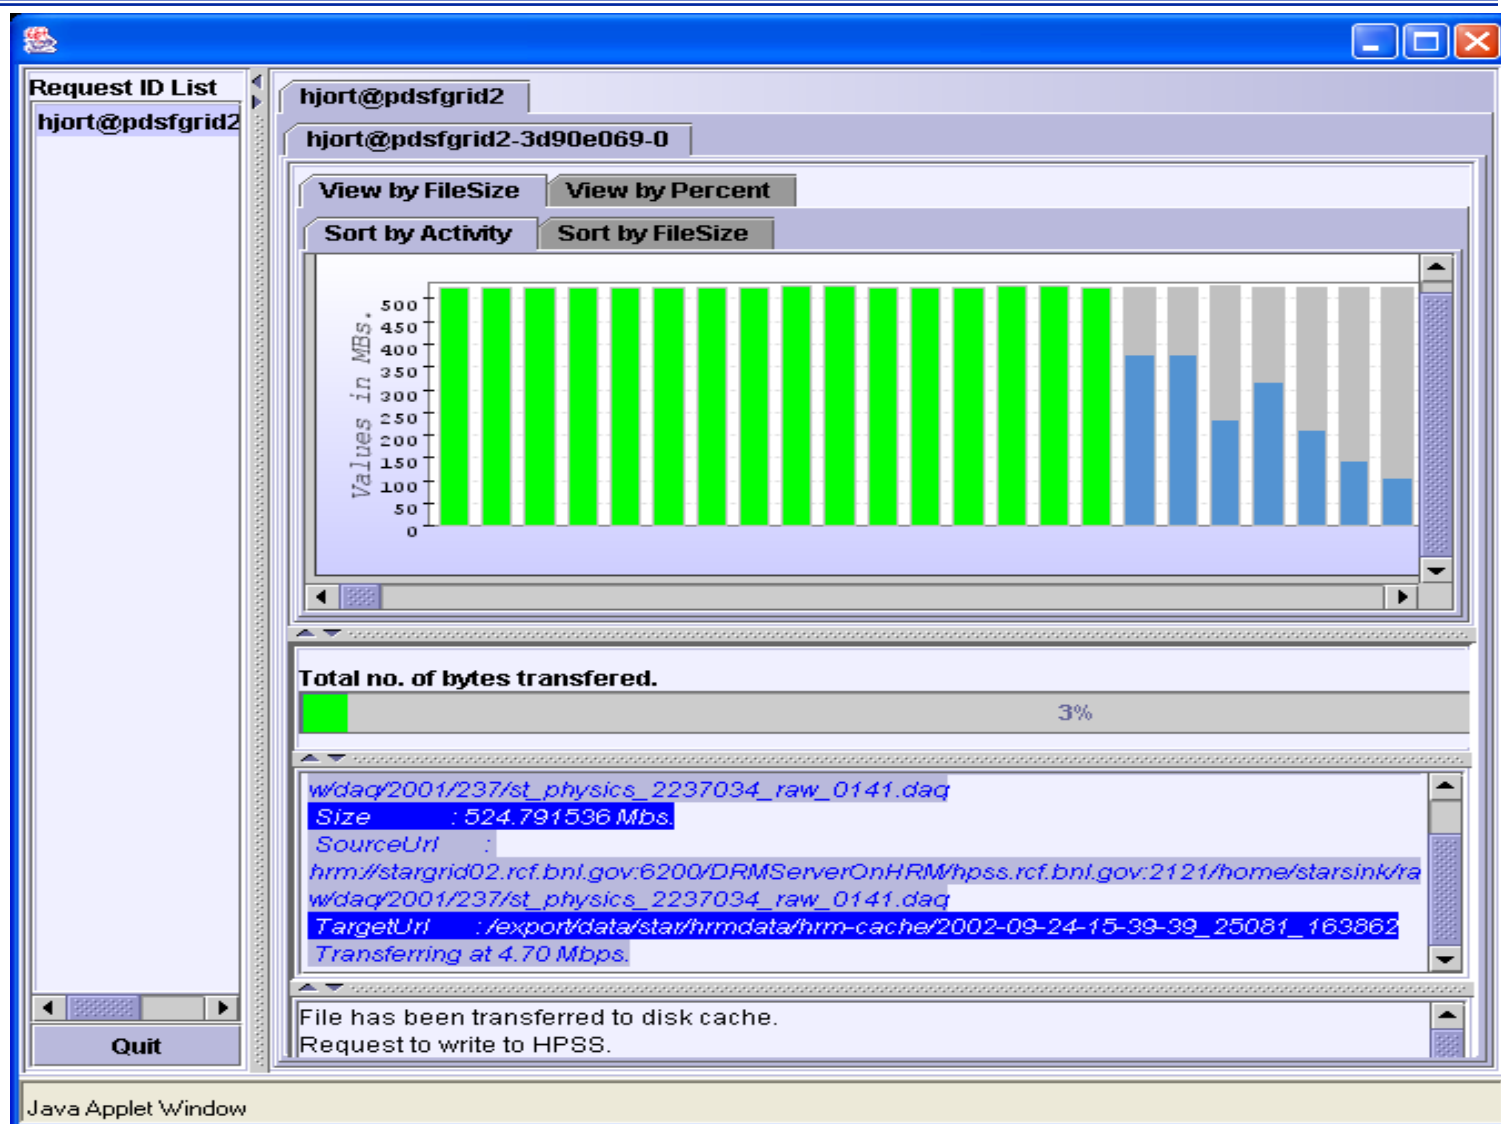 Request ID List
hjort@pdsfgrid2
hjort@pdsfgrid2
hjort@pdsfgrid2-3d90e069-0
View by FileSize
View by Percent
Sort by Activity
Sort by FileSize
Values in MBs.
500
450
400
350
300
250
200
150
100
50
0
Total no. of bytes transfered.
3%
w/daq/2001/237/st_physics_2237034_raw_0141.daq
Size : 524.791536 Mbs.
SourceUrl :
hrm://stargrid02.rcf.bnl.gov:6200/DRMServerOnHRM/hpss.rcf.bnl.gov:2121/home/starsink/ra
w/daq/2001/237/st_physics_2237034_raw_0141.daq
TargetUrl :/export/data/star/hrmdata/hrm-cache/2002-09-24-15-39-39_25081_163862
Transferring at 4.70 Mbps.
File has been transferred to disk cache.
Request to write to HPSS.
Quit
Java Applet Window